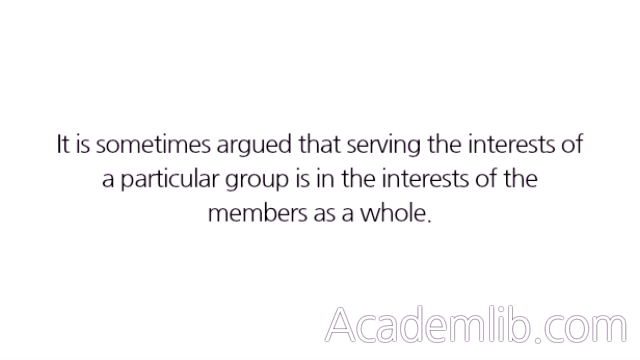 It is sometimes argued that serving the interests of
a particular group is in the interests of the
members as a whole.
Academlib.com